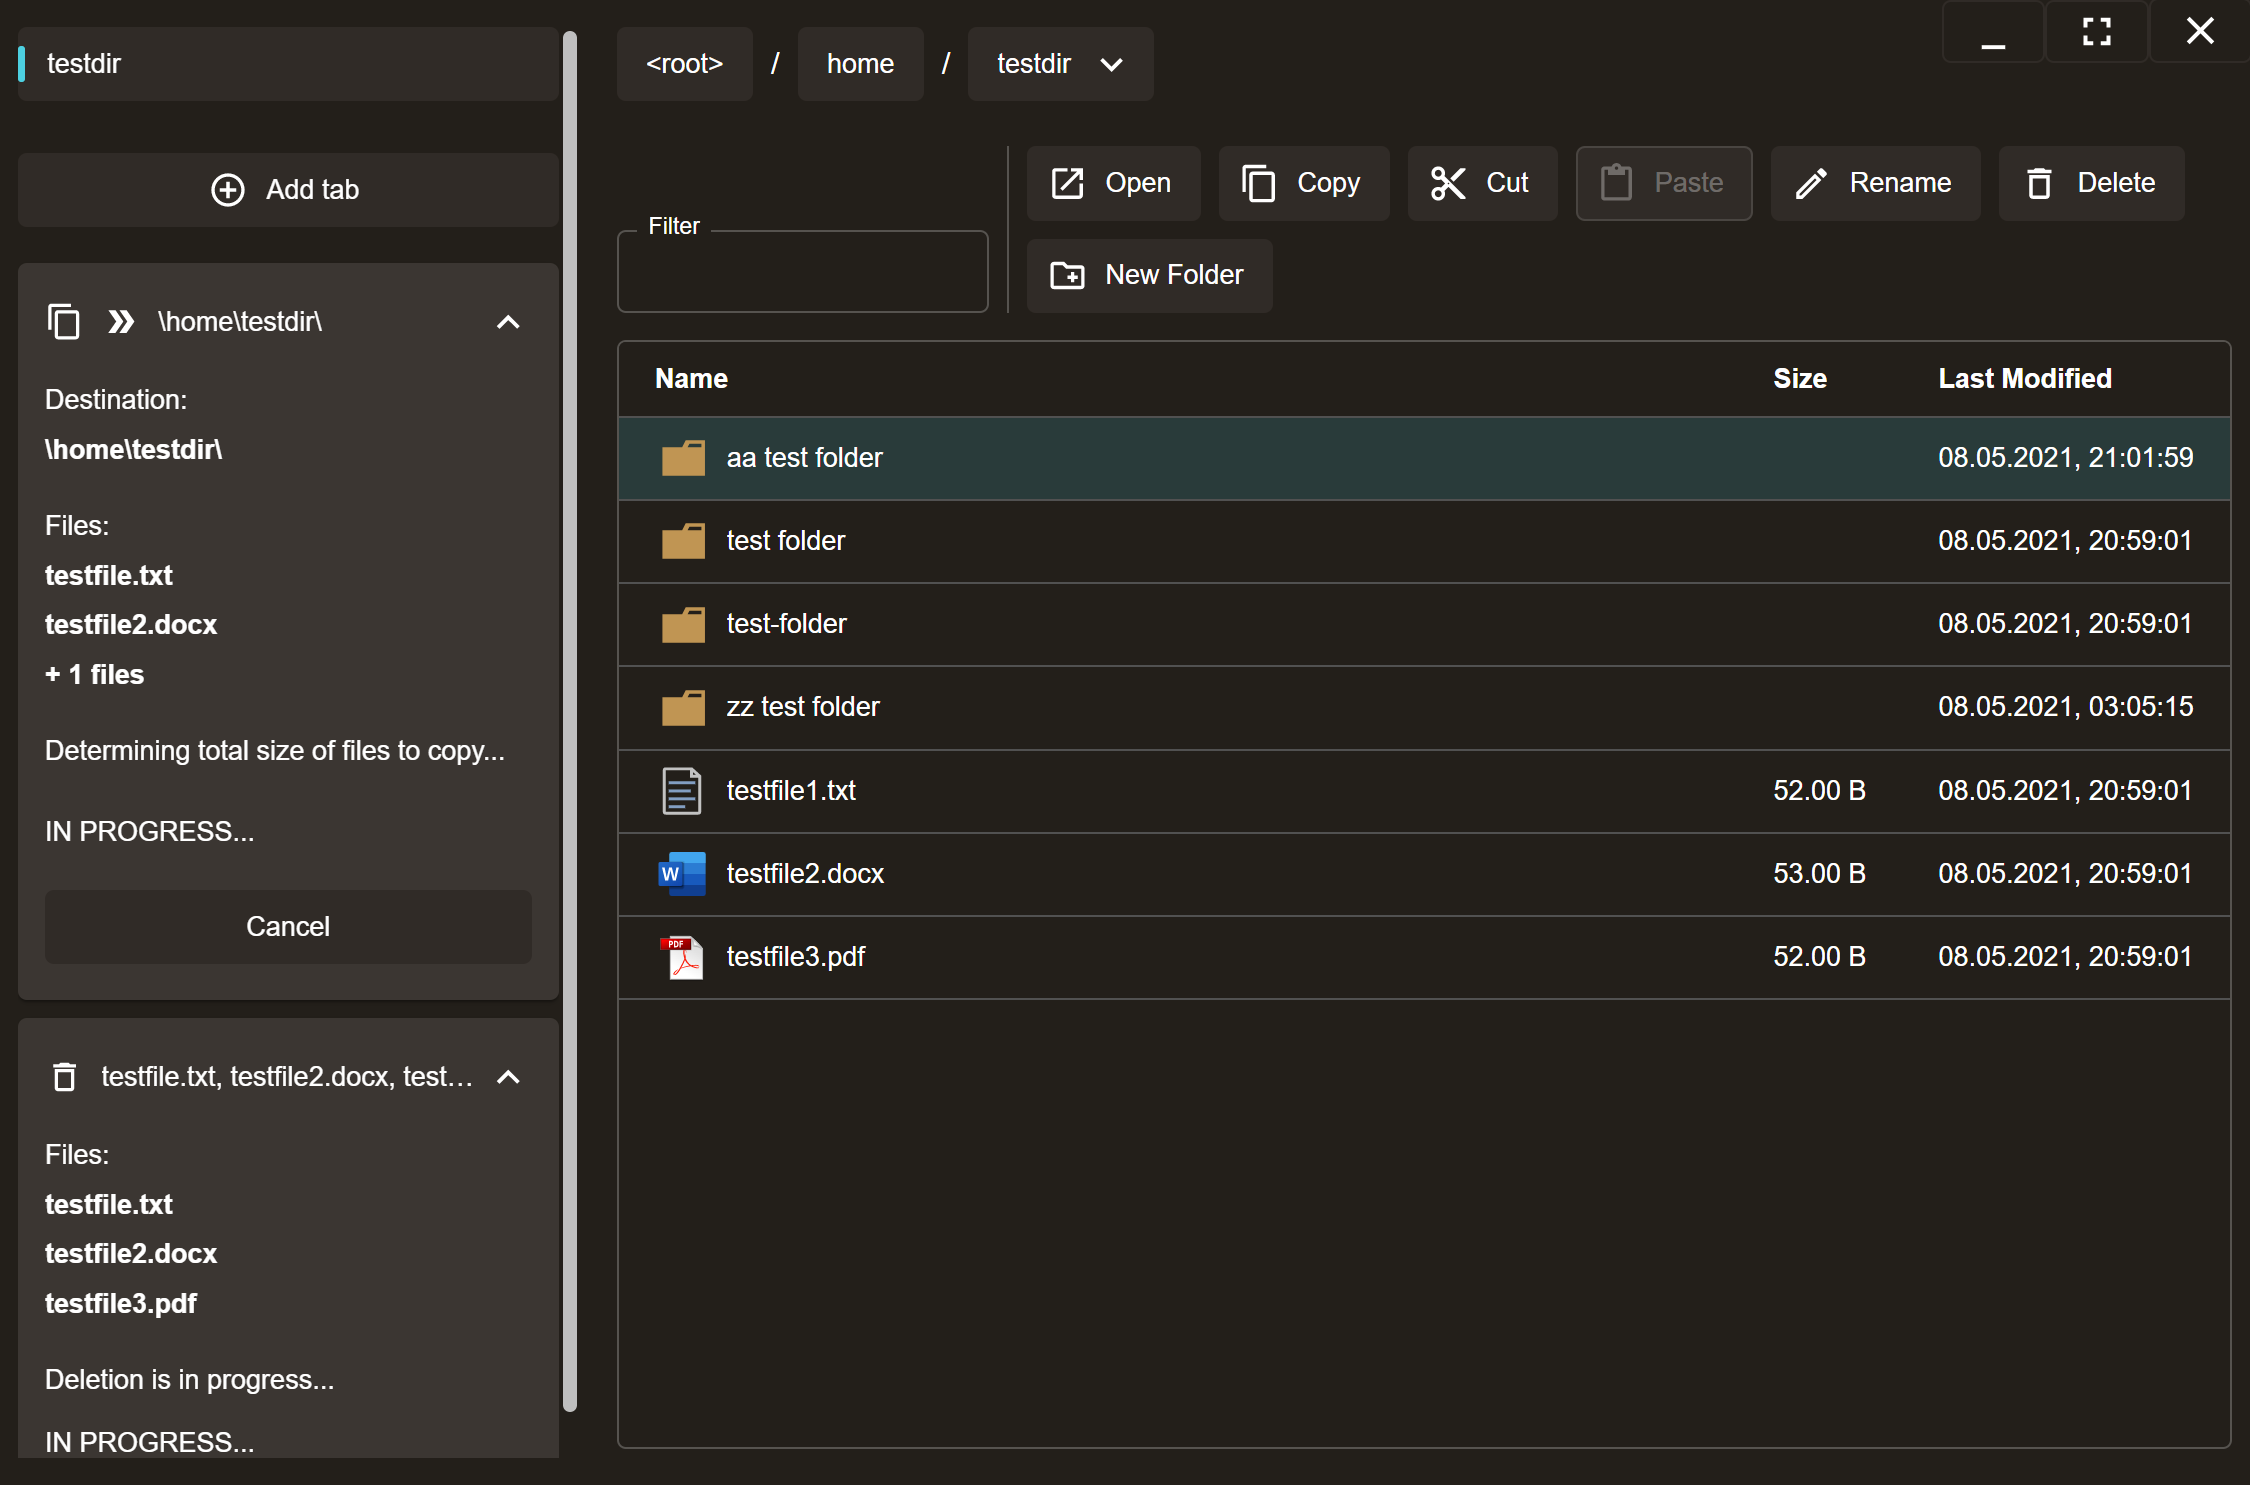 testdir
Add tab
\home\testdir\
Destination:
\home\testdir\
Files:
testfile.txt
testfile2.docx
+ 1 files
Determining total size of files to copy...
IN PROGRESS...
Cancel
testfile.txt, testfile2.docx, test...
Files:
testfile.txt
testfile2.docx
testfile3.pdf
Deletion is in progress...
IN PROGRESS...
<root> / home / testdir
Filter
Open Copy Cut Paste Rename Delete
New Folder
Name Size Last Modified
aa test folder 08.05.2021, 21:01:59
test folder 08.05.2021, 20:59:01
test-folder 08.05.2021, 20:59:01
zz test folder 08.05.2021, 03:05:15
testfile1.txt 52.00 B 08.05.2021, 20:59:01
W testfile2.docx 53.00 B 08.05.2021, 20:59:01
PDF testfile3.pdf 52.00 B 08.05.2021, 20:59:01